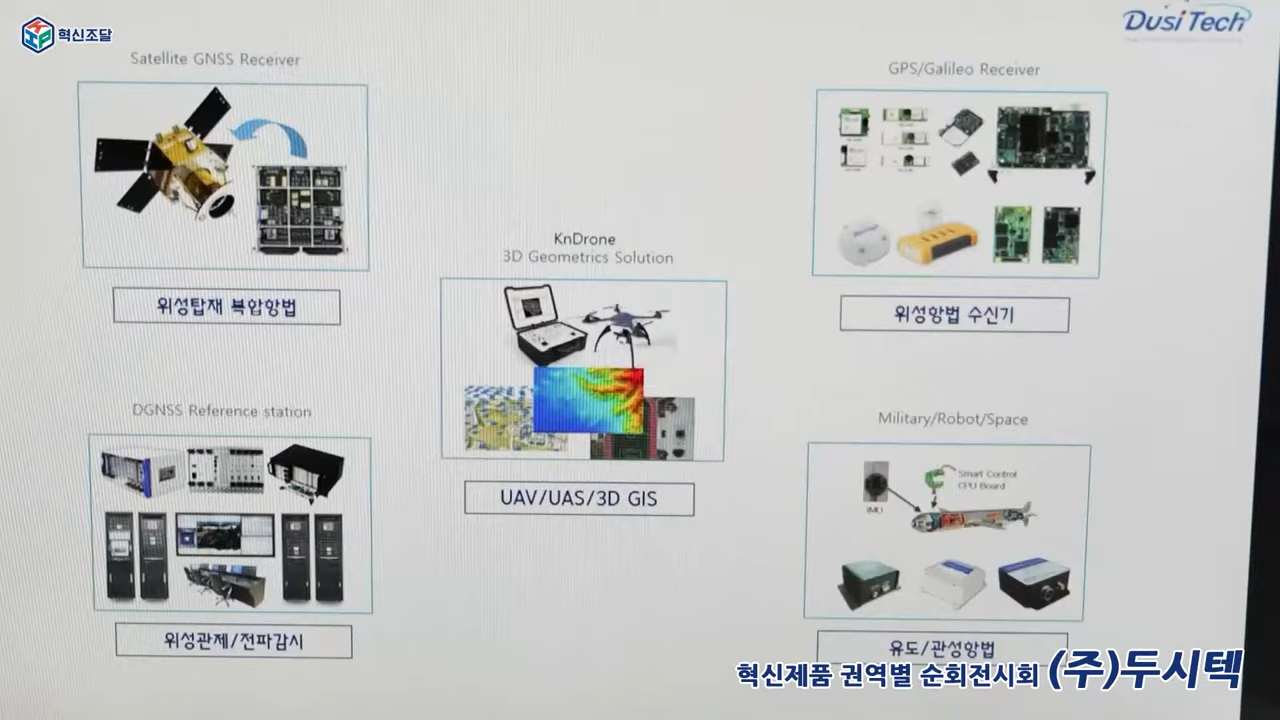 혁신조달
Dusi Tech
Satellite GNSS Receiver
위성탑재 복합항법
GPS/Galileo Receiver
위성항법 수신기
KnDrone
3D Geometrics Solution
UAV/UAS/3D GIS
DGNSS Reference station
위성관제/전파감시
Military/Robot/Space
IMU
Smart Control
CPU Board
유도/관성항법
혁신제품 권역별 순회전시회 (주)두시텍